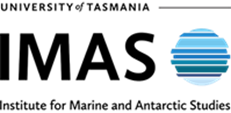 UNIVERSITY of TASMANIA
IMAS
Institute for Marine and Antarctic Studies